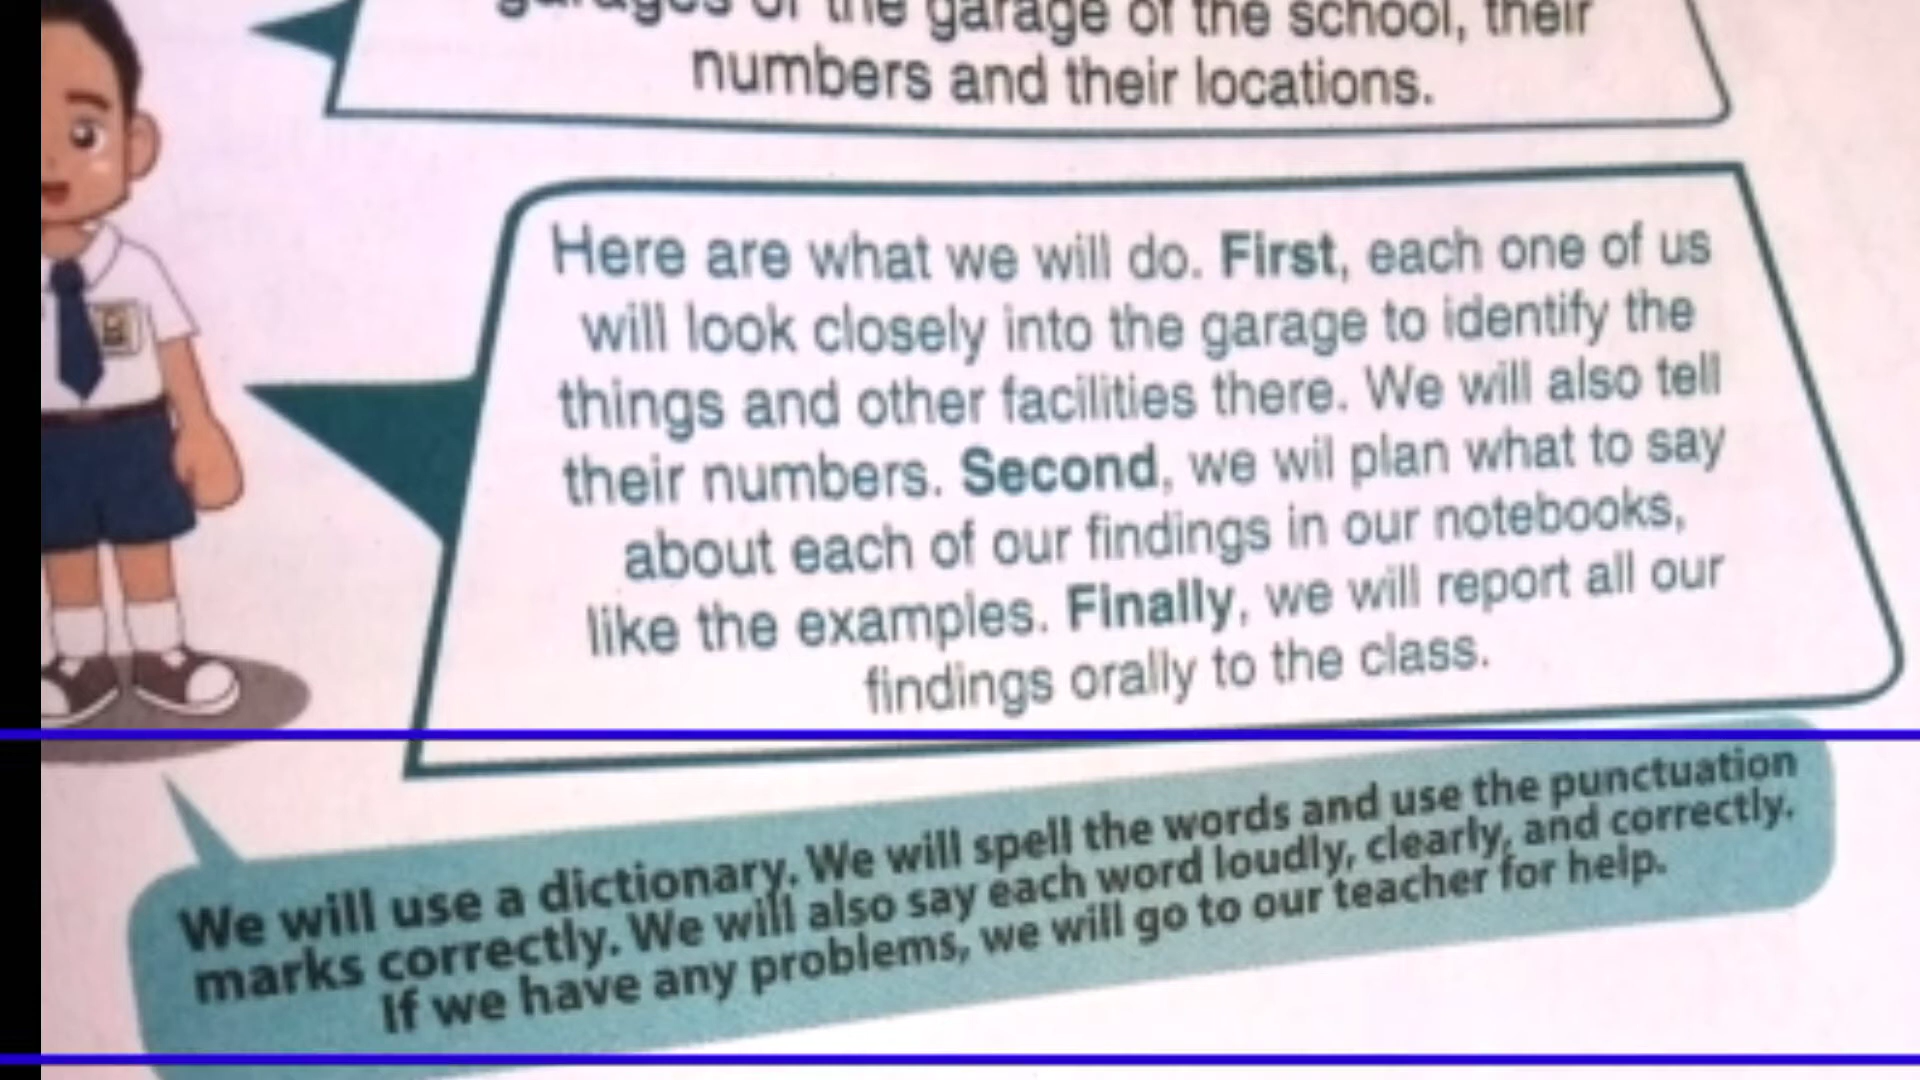 garages or the garage of the school, their
numbers and their locations.
Here are what we will do. First, each one of us
will look closely into the garage to identify the
things and other facilities there. We will also tell
their numbers. Second, we wil plan what to say
about each of our findings in our notebooks,
like the examples. Finally, we will report all our
findings orally to the class.
We will use a dictionary. We will spell the words and use the punctuation
marks correctly. We will also say each word loudly, clearly, and correctly.
If we have any problems, we will go to our teacher for help.